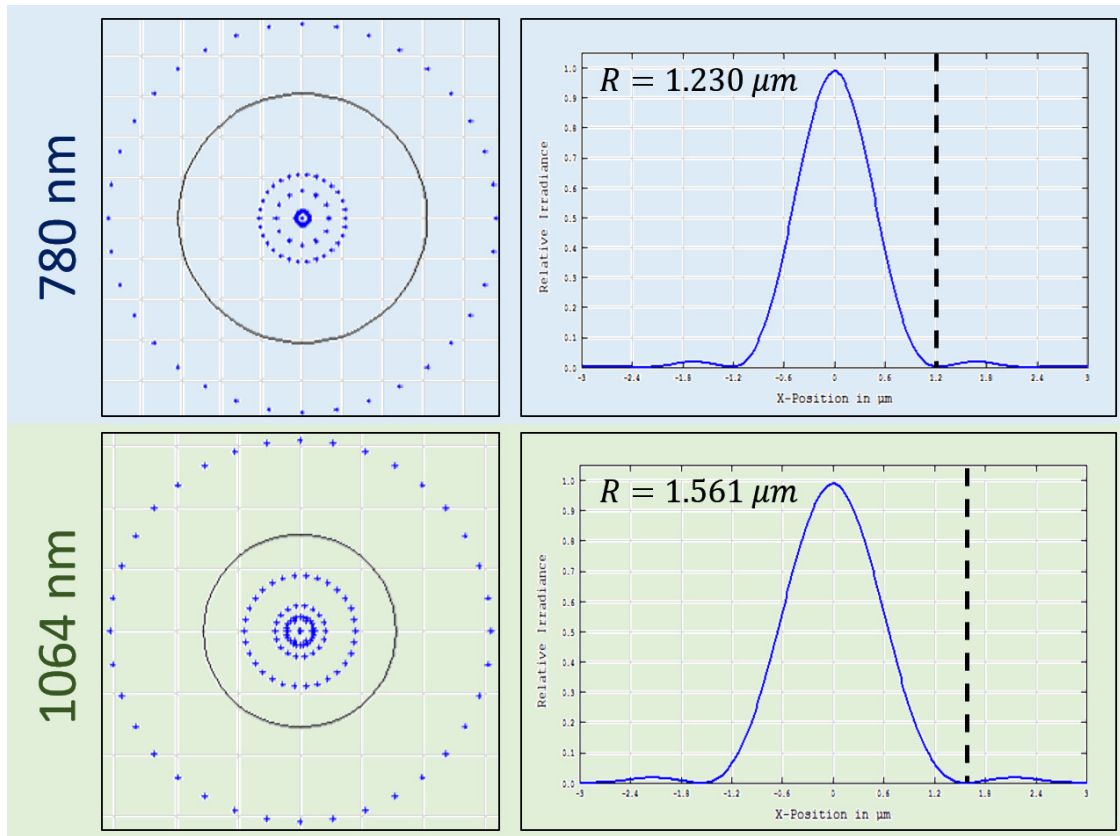 780 nm
R = 1.230 μm
Relative Irradiance
1.0
0.9
0.8
0.7
0.6
0.5
0.4
0.3
0.2
0.1
0.0
-3 -2.4 -1.8 -1.2 -0.6 0 0.6 1.2 1.8 2.4 3
X-Position in µm
1064 nm
R = 1.561 μm
Relative Irradiance
1.0
0.9
0.8
0.7
0.6
0.5
0.4
0.3
0.2
0.1
0.0
-3 -2.4 -1.8 -1.2 -0.6 0 0.6 1.2 1.8 2.4 3
X-Position in µm